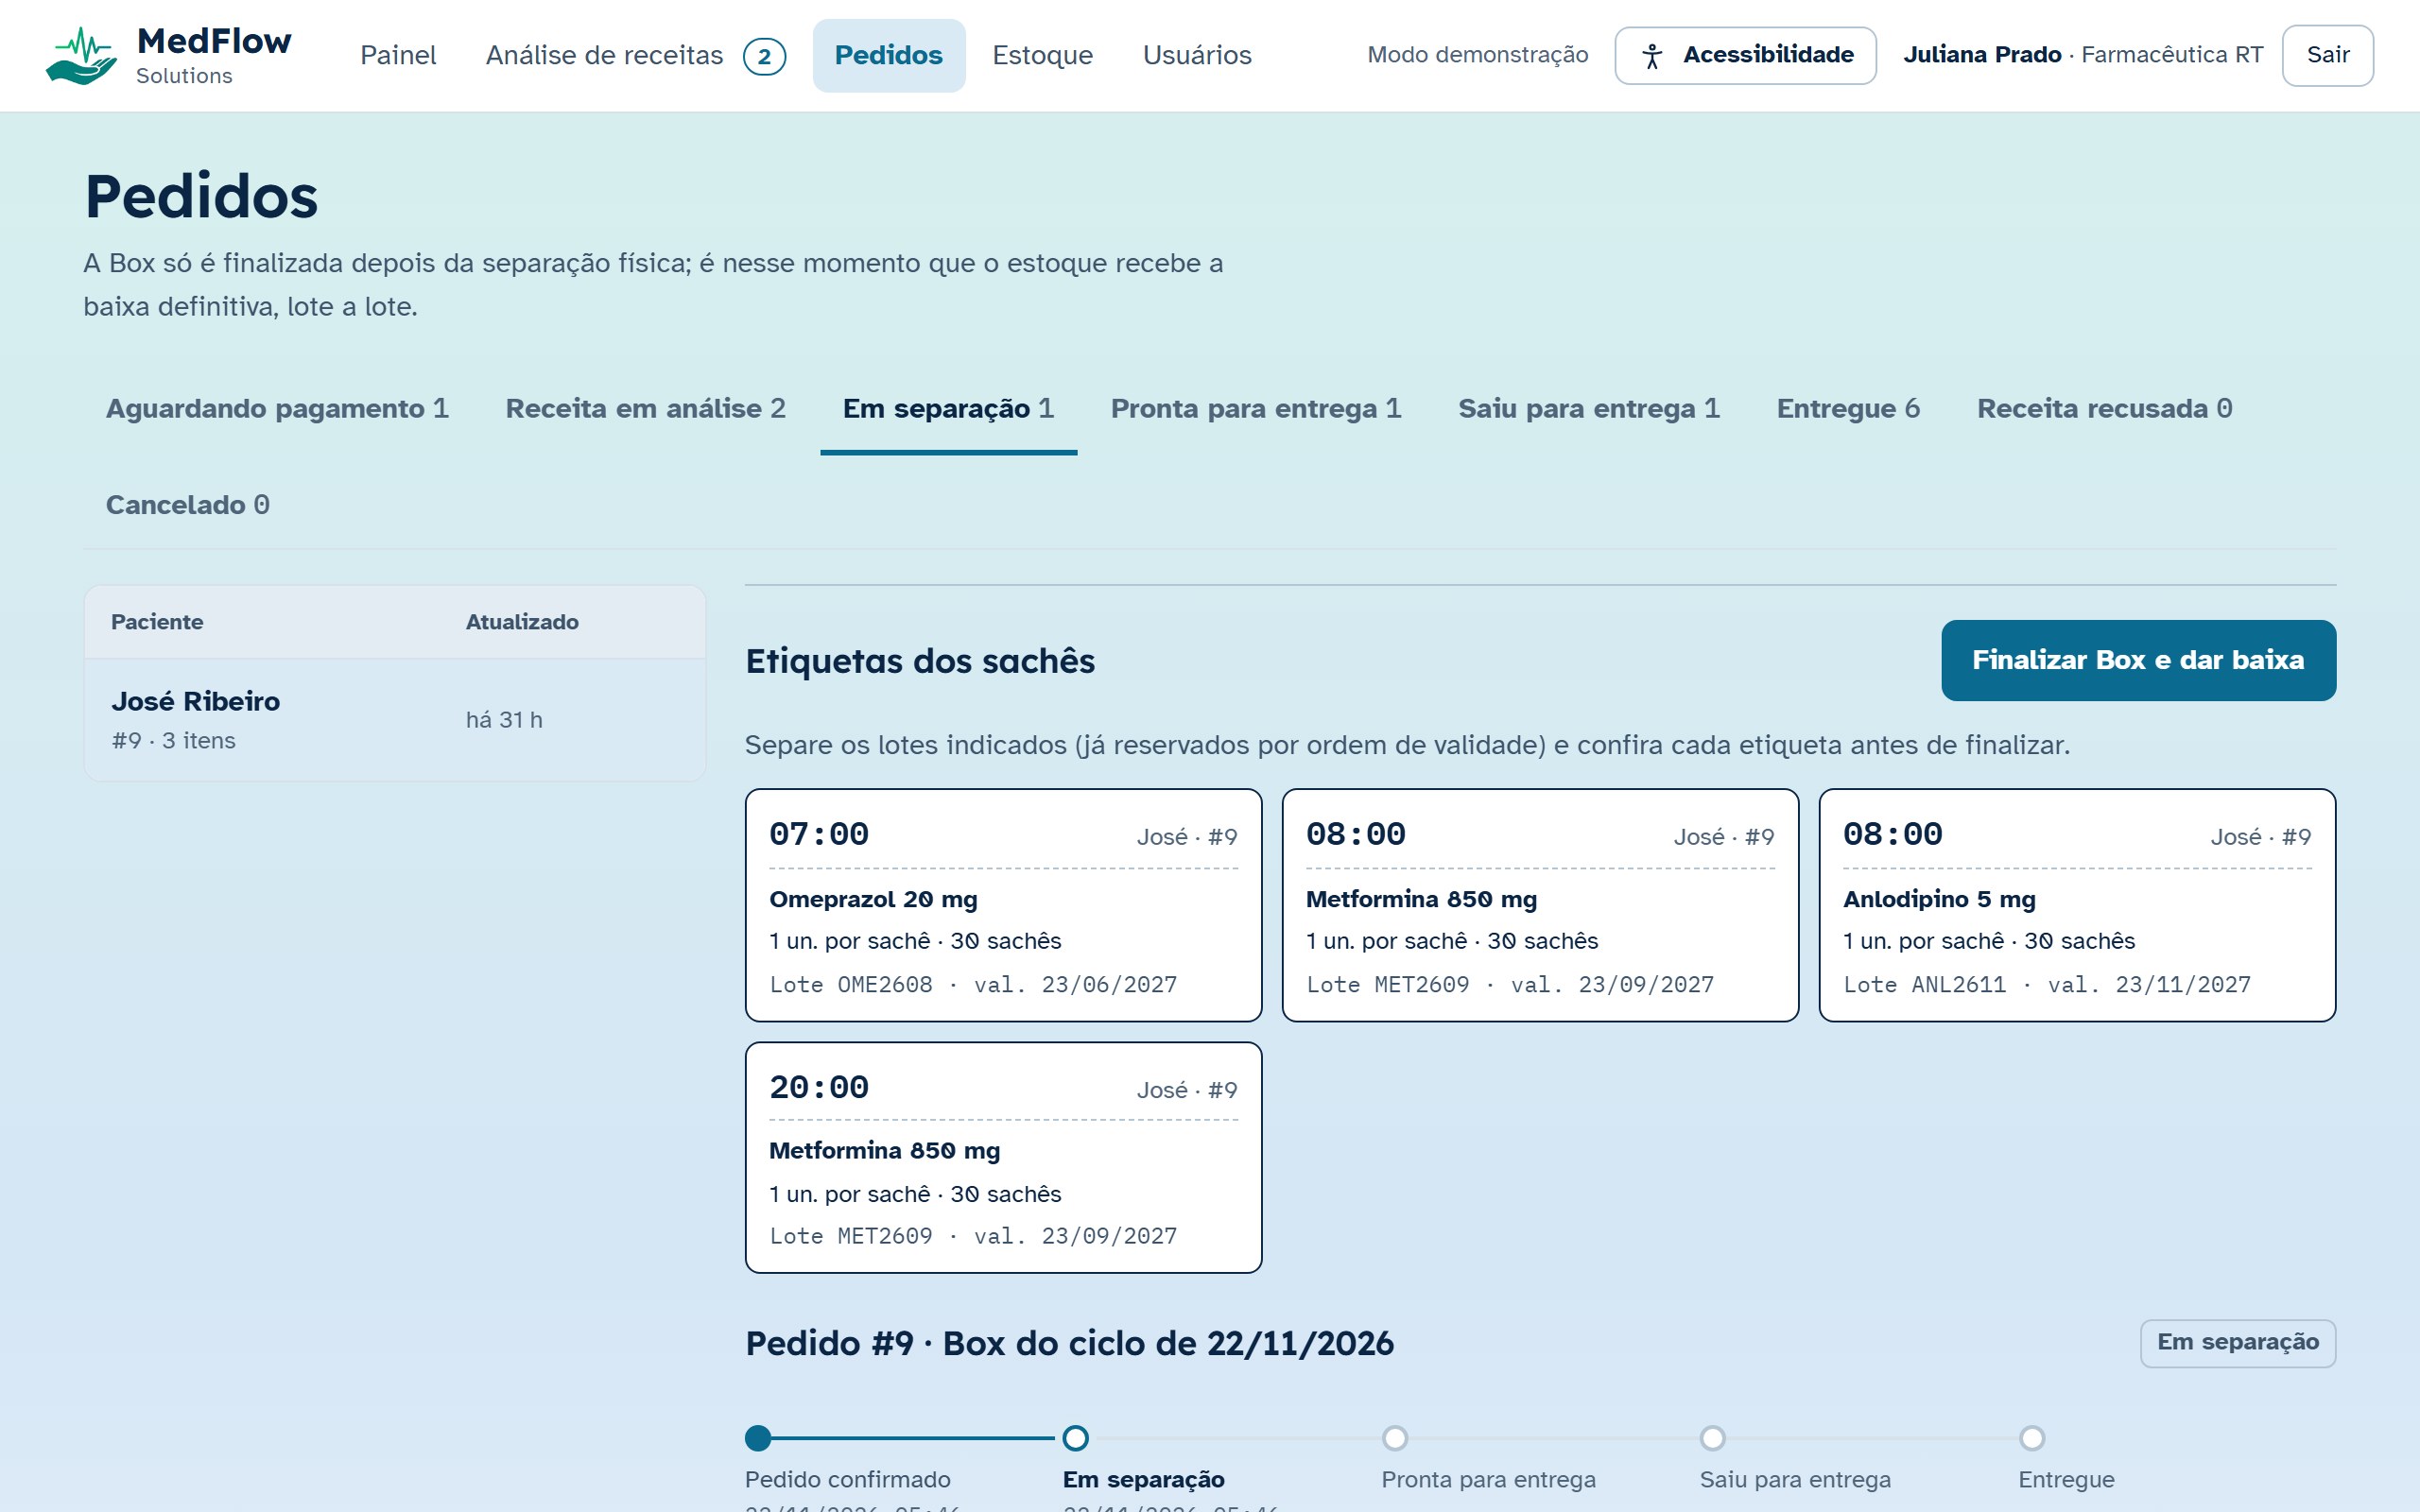 MedFlow
Solutions
Painel
Análise de receitas 2
Pedidos
Estoque
Usuários
Modo demonstração
Acessibilidade
Juliana Prado · Farmacêutica RT
Sair
Pedidos
A Box só é finalizada depois da separação física; é nesse momento que o estoque recebe a
baixa definitiva, lote a lote.
Aguardando pagamento 1
Receita em análise 2
Em separação 1
Pronta para entrega 1
Saiu para entrega 1
Entregue 6
Receita recusada 0
Cancelado 0
Paciente
Atualizado
José Ribeiro
#9 · 3 itens
há 31 h
Etiquetas dos sachês
Finalizar Box e dar baixa
Separe os lotes indicados (já reservados por ordem de validade) e confira cada etiqueta antes de finalizar.
07:00
José · #9
Omeprazol 20 mg
1 un. por sachê · 30 sachês
Lote OME2608 · val. 23/06/2027
08:00
José · #9
Metformina 850 mg
1 un. por sachê · 30 sachês
Lote MET2609 · val. 23/09/2027
08:00
José · #9
Anlodipino 5 mg
1 un. por sachê · 30 sachês
Lote ANL2611 · val. 23/11/2027
20:00
José · #9
Metformina 850 mg
1 un. por sachê · 30 sachês
Lote MET2609 · val. 23/09/2027
Pedido #9 · Box do ciclo de 22/11/2026
Em separação
Pedido confirmado
Em separação
Pronta para entrega
Saiu para entrega
Entregue